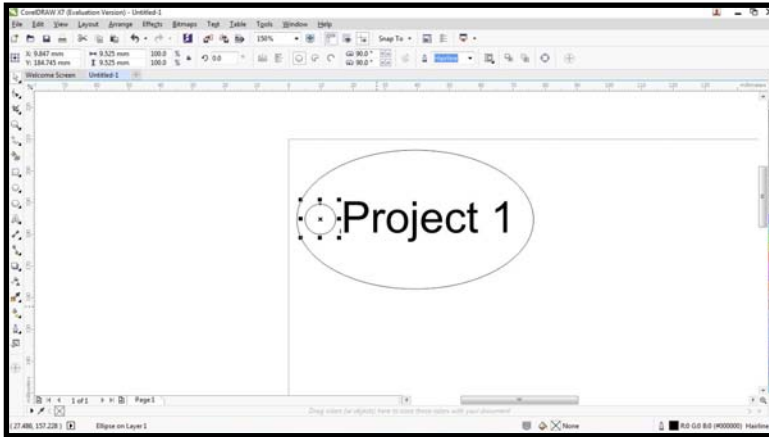 CorelDRAW X7 (Evaluation Version) - Untitled-1
File Edit View Layout Arrange Effects Bitmaps Text Table Tools Window Help
150% Snap To
X: 9.847 mm 9.525 mm 100.0 % 0.0 90.0 ° Hairline
Y: 184.745 mm 9.525 mm 100.0 % 90.0 °
Welcome Screen Untitled-1
millimeters
Project 1
1 of 1 Page 1
Drag colors (or objects) here to store these colors with your document
(27.488, 157.228) Ellipse on Layer 1 None R:0 G:0 B:0 (#000000) Hairline